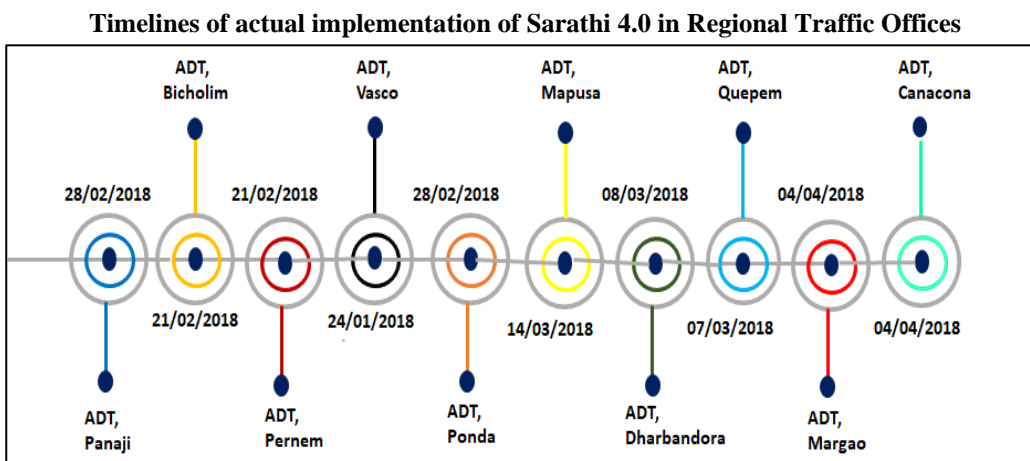 Timelines of actual implementation of Sarathi 4.0 in Regional Traffic Offices
ADT,
Bicholim
ADT,
Vasco
ADT,
Mapusa
ADT,
Quepem
ADT,
Canacona
28/02/2018
21/02/2018
28/02/2018
08/03/2018
04/04/2018
21/02/2018
24/01/2018
14/03/2018
07/03/2018
04/04/2018
ADT,
Panaji
ADT,
Pernem
ADT,
Ponda
ADT,
Dharbandora
ADT,
Margao